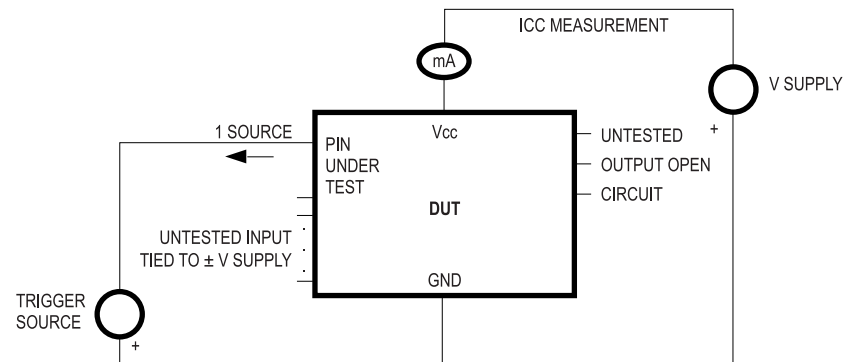 ICC MEASUREMENT
mA
V SUPPLY
+
1 SOURCE
Vcc
PIN
UNDER
TEST
UNTESTED
OUTPUT OPEN
CIRCUIT
DUT
UNTESTED INPUT
TIED TO ± V SUPPLY
GND
TRIGGER
SOURCE
+